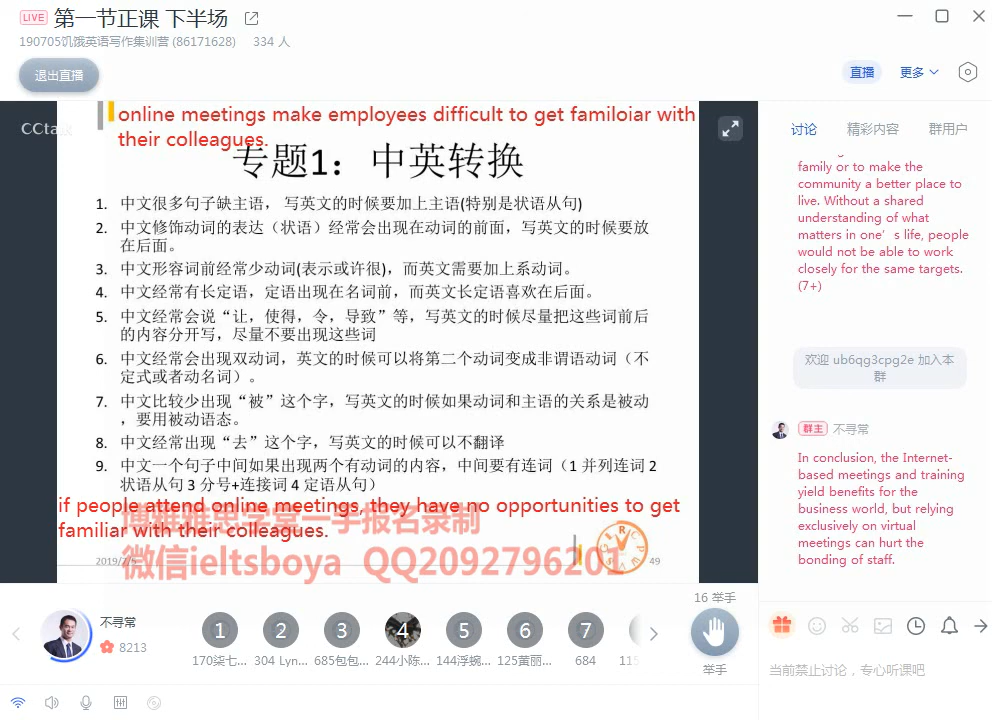 LIVE 第一节正课 下半场
190705饥饿英语写作集训营 (86171628) 334 人
退出直播
直播 更多
CCtalk
online meetings make employees difficult to get familoiar with
their colleagues.
专题1：中英转换
1. 中文很多句子缺主语， 写英文的时候要加上主语(特别是状语从句)
2. 中文修饰动词的表达（状语）经常会出现在动词的前面，写英文的时候要放
在后面。
3. 中文形容词前经常少动词(表示或许很)，而英文需要加上系动词。
4. 中文经常有长定语，定语出现在名词前，而英文长定语喜欢在后面。
5. 中文经常会说“让，使得，令，导致”等，写英文的时候尽量把这些词前后
的内容分开写，尽量不要出现这些词
6. 中文经常会出现双动词，英文的时候可以将第二个动词变成非谓语动词（不
定式或者动名词）。
7. 中文比较少出现“被”这个字，写英文的时候如果动词和主语的关系是被动
，要用被动语态。
8. 中文经常出现“去”这个字，写英文的时候可以不翻译
9. 中文一个句子中间如果出现两个有动词的内容，中间要有连词（1 并列连词 2
状语从句 3 分号+连接词 4 定语从句）
if people attend online meetings, they have no opportunities to get
familiar with their colleagues.
一手报名录制
微信ieltsboya QQ2092796201
2019/7/5
49
讨论 精彩内容 群用户
family or to make the
community a better place to
live. Without a shared
understanding of what
matters in one’s life, people
would not be able to work
closely for the same targets.
(7+)
欢迎 ub6qg3cpg2e 加入本
群
群主 不寻常
In conclusion, the Internet-
based meetings and training
yield benefits for the
business world, but relying
exclusively on virtual
meetings can hurt the
bonding of staff.
不寻常
8213
1 2 3 4 5 6 7
170柒七... 304 Lyn... 685包包... 244小陈... 144浮蜿... 125黄丽... 684 115
16 举手
举手
当前禁止讨论，专心听课吧